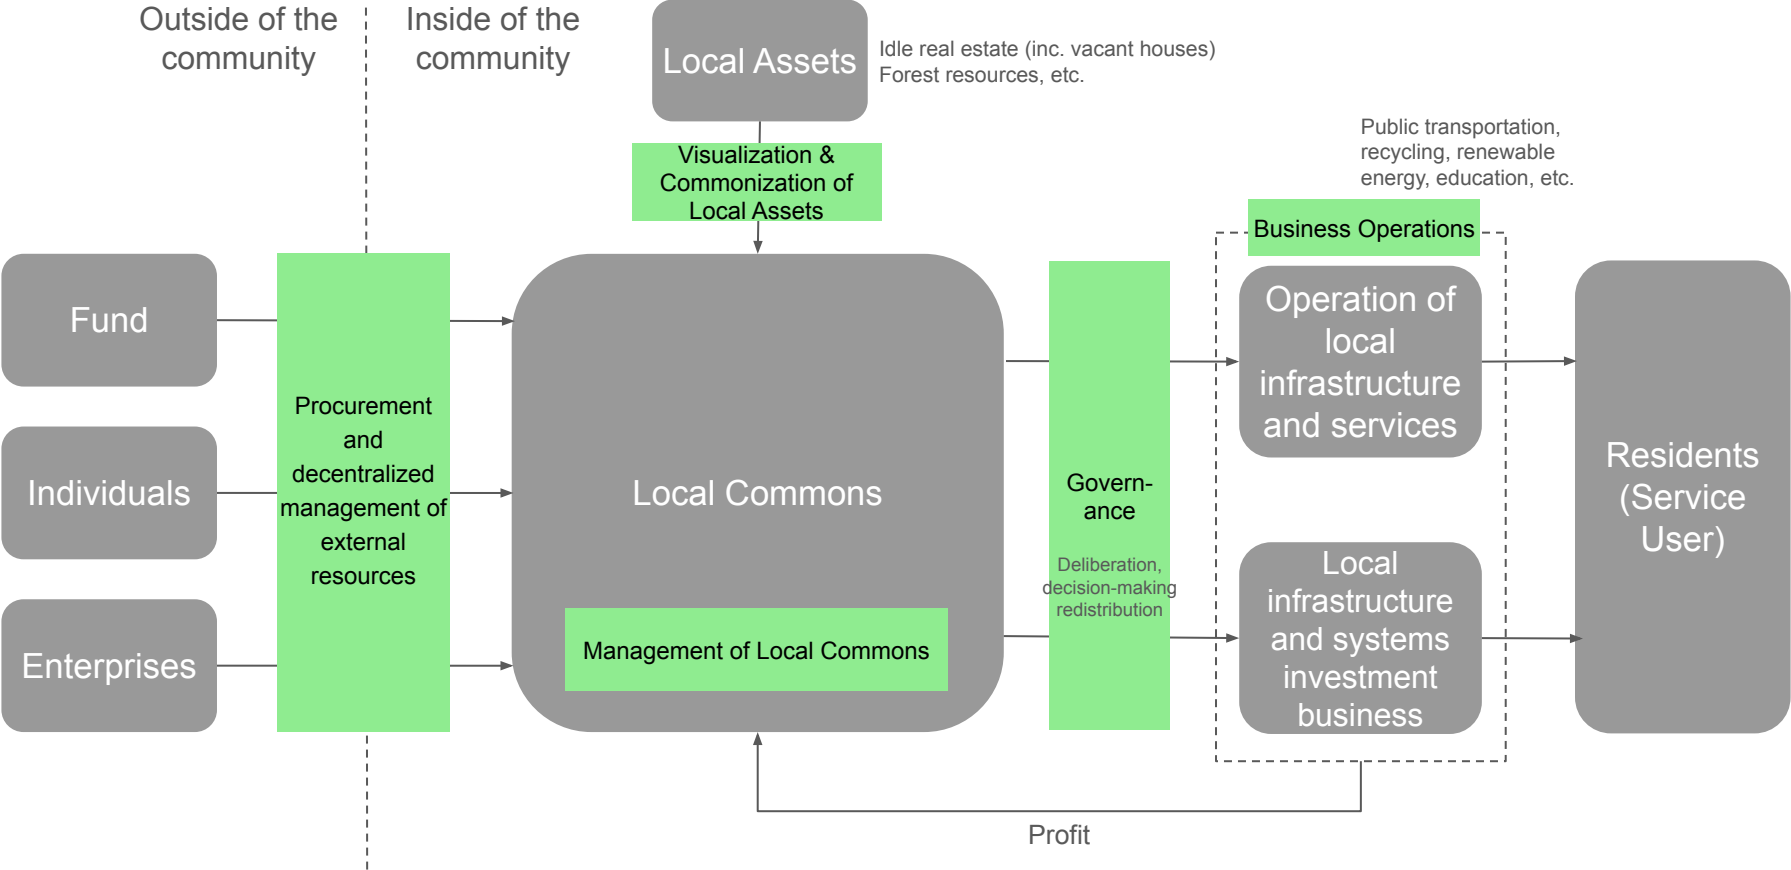 Outside of the
community
Inside of the
community
Local Assets
Idle real estate (inc. vacant houses)
Forest resources, etc.
Visualization &
Commonization of
Local Assets
Public transportation,
recycling, renewable
energy, education, etc.
Business Operations
Fund
Individuals
Enterprises
Procurement
and
decentralized
management of
external
resources
Local Commons
Management of Local Commons
Govern-
ance
Deliberation,
decision-making
redistribution
Operation of
local
infrastructure
and services
Local
infrastructure
and systems
investment
business
Residents
(Service
User)
Profit